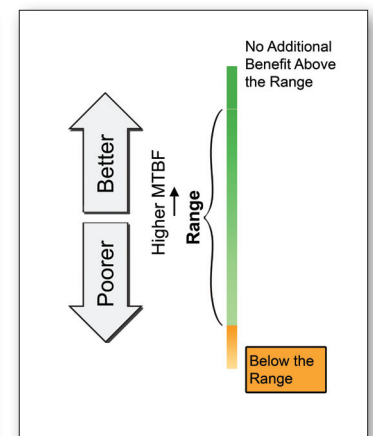 No Additional
Benefit Above
the Range
Better
Poorer
Higher MTBF
Range
Below the
Range